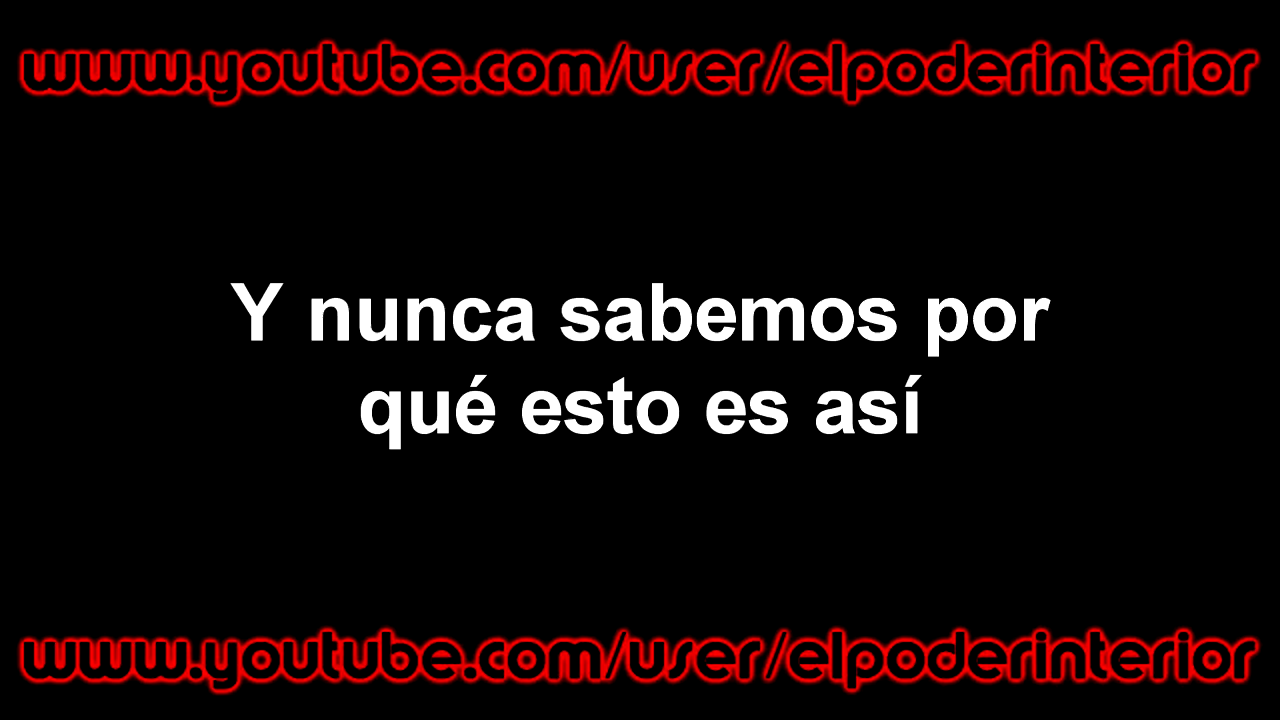 www.youtube.com/user/elpoderinterior
Y nunca sabemos por
qué esto es así
www.youtube.com/user/elpoderinterior